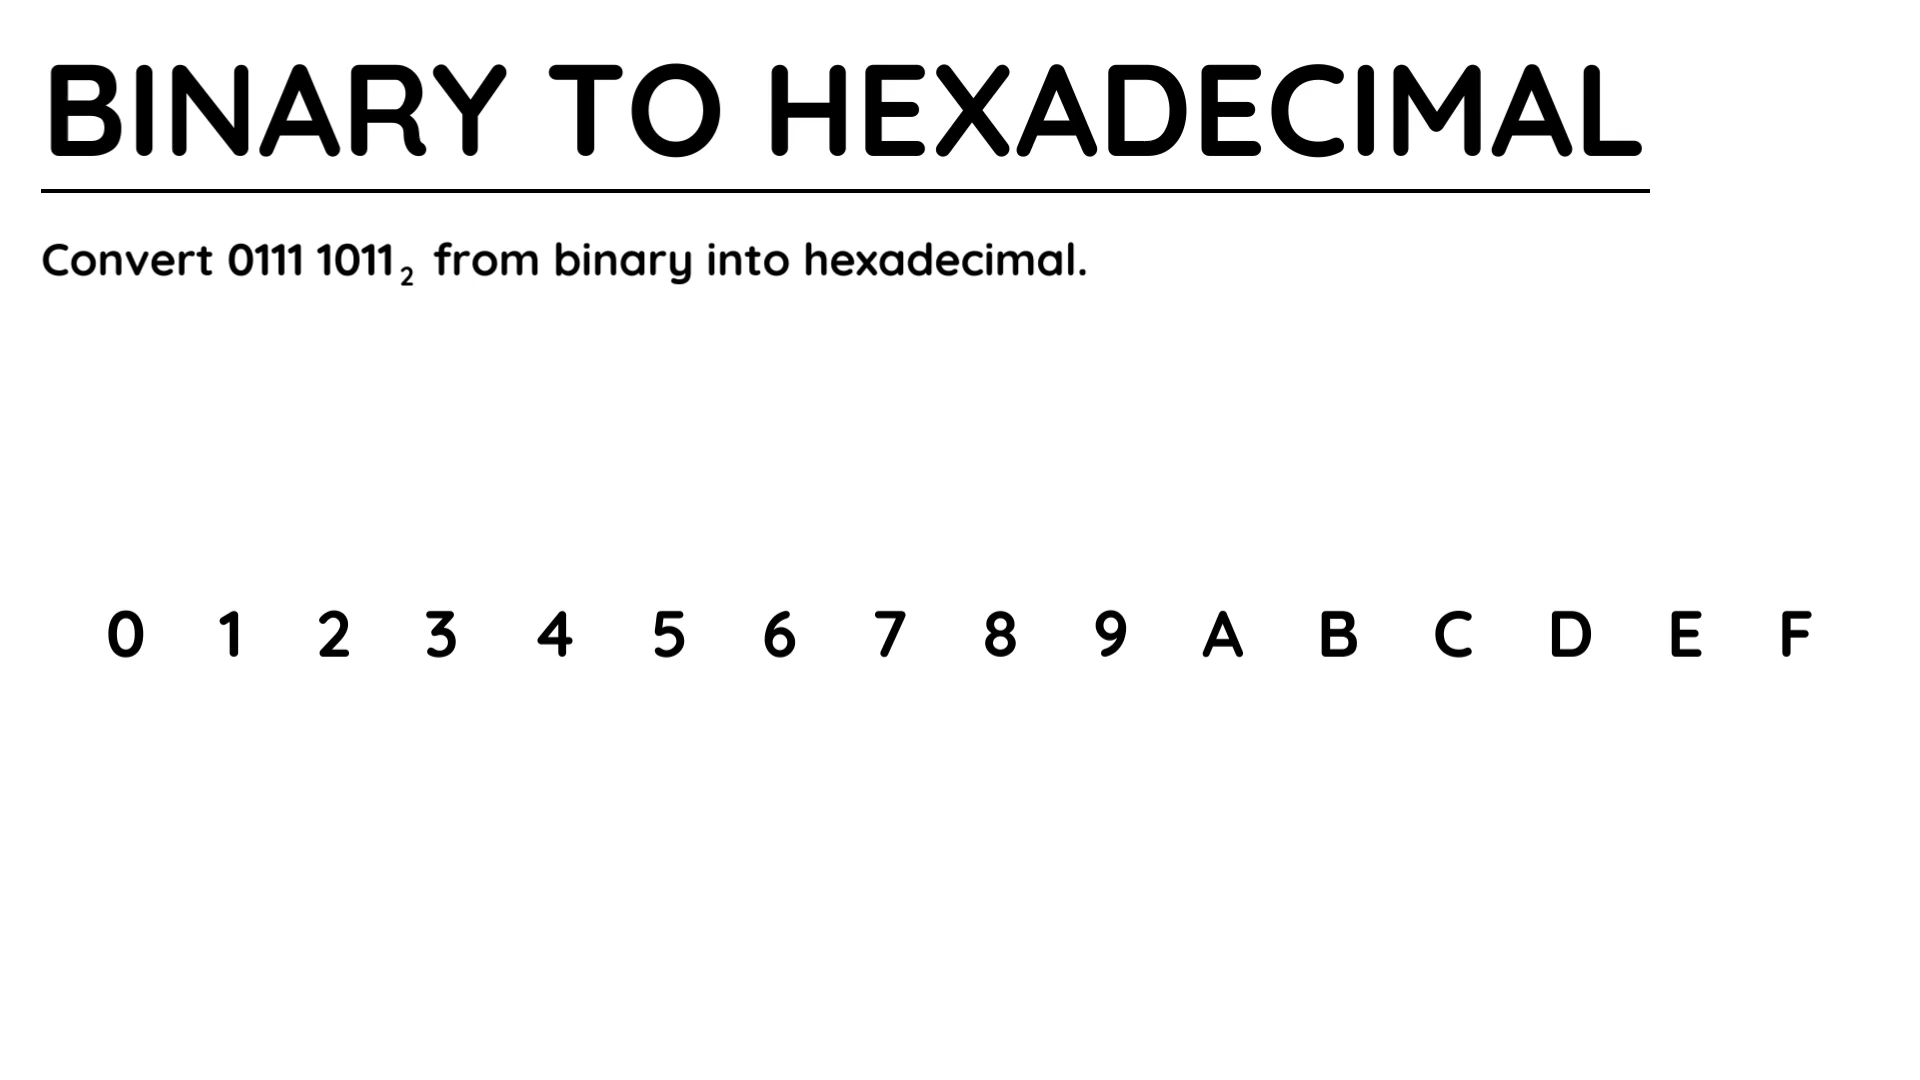 BINARY TO HEXADECIMAL
Convert 0111 1011₂ from binary into hexadecimal.
0 1 2 3 4 5 6 7 8 9 A B C D E F